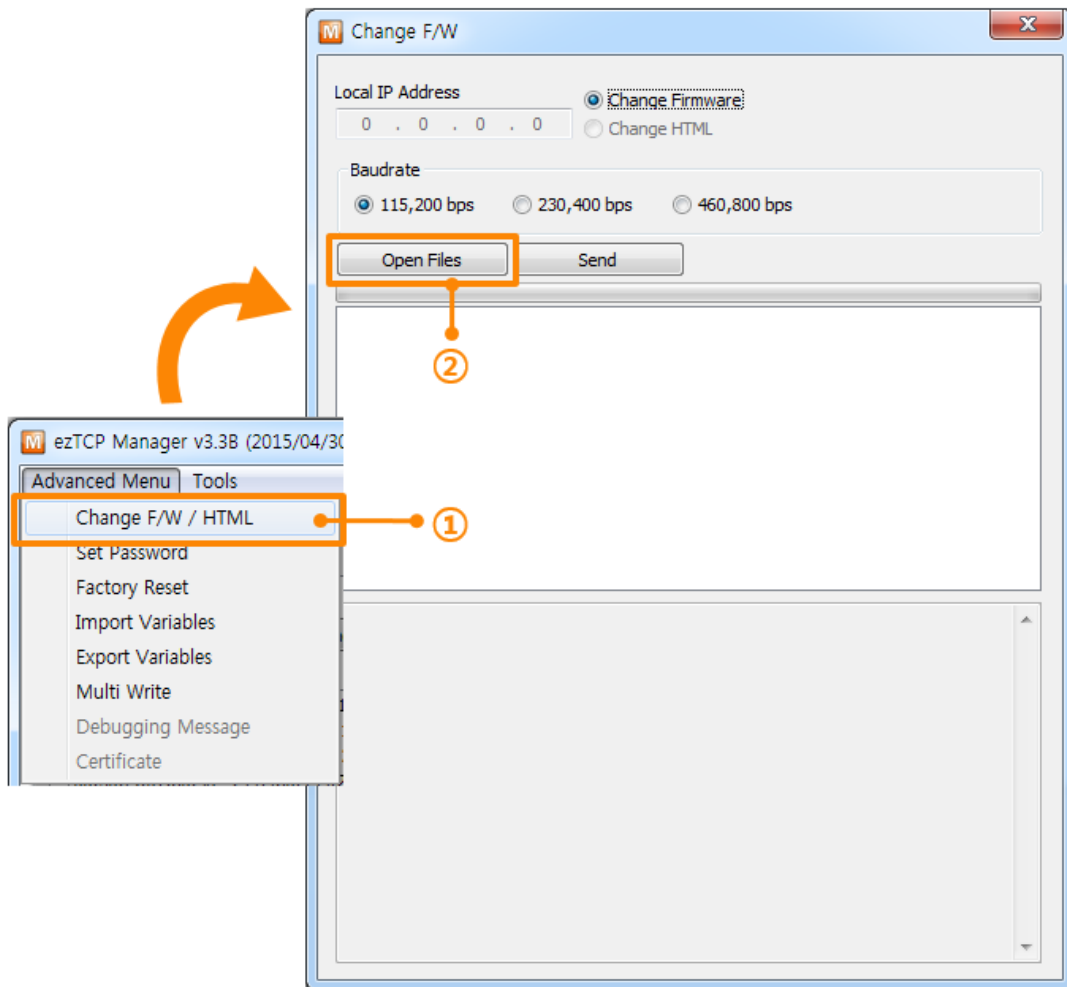 Change F/W
Local IP Address
0 . 0 . 0 . 0
Change Firmware
Change HTML
Baudrate
115,200 bps 230,400 bps 460,800 bps
Open Files Send
②
ezTCP Manager v3.3B (2015/04/30
Advanced Menu Tools
Change F/W / HTML
①
Set Password
Factory Reset
Import Variables
Export Variables
Multi Write
Debugging Message
Certificate